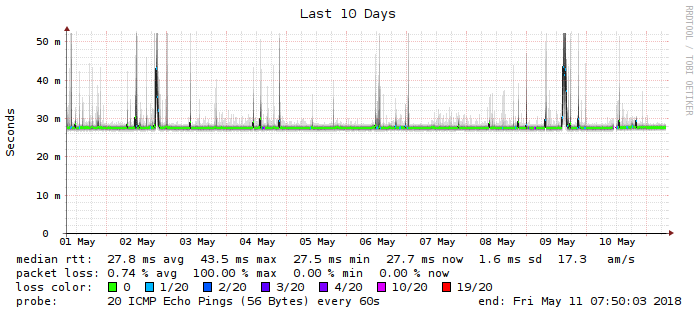 Last 10 Days
RRDTOOL / TOBI OETIKER
Seconds
50 m
40 m
30 m
20 m
10 m
0
01 May 02 May 03 May 04 May 05 May 06 May 07 May 08 May 09 May 10 May
median rtt: 27.8 ms avg 43.5 ms max 27.5 ms min 27.7 ms now 1.6 ms sd 17.3 am/s
packet loss: 0.74 % avg 100.00 % max 0.00 % min 0.00 % now
loss color: 0 1/20 2/20 3/20 4/20 10/20 19/20
probe: 20 ICMP Echo Pings (56 Bytes) every 60s end: Fri May 11 07:50:03 2018